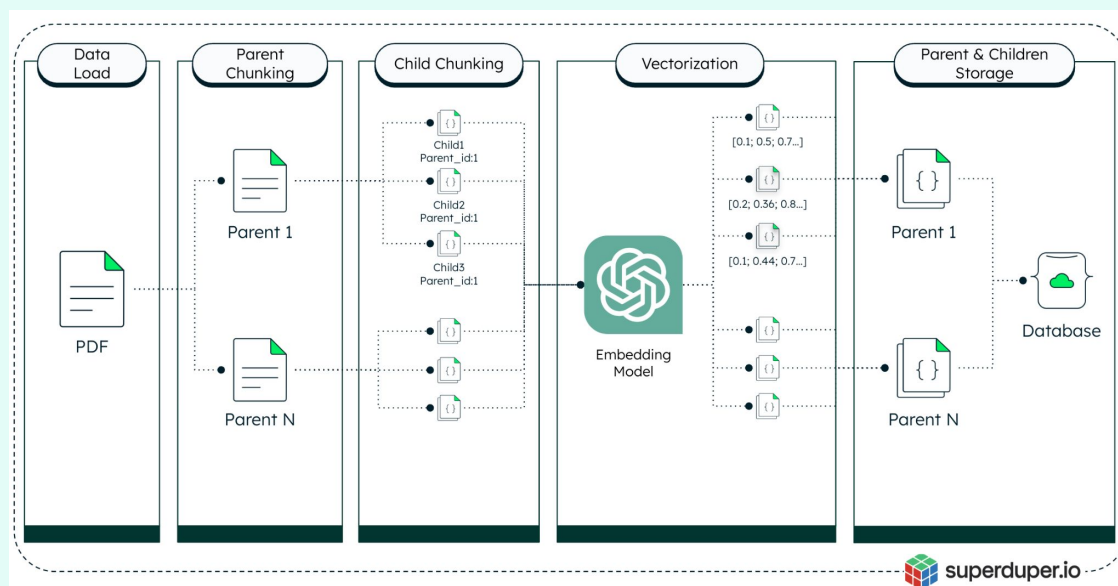 Data
Load
Parent
Chunking
Child Chunking
Vectorization
Parent & Children
Storage
PDF
Parent 1
Parent N
{ }
Child1
Parent_id:1
{ }
Child2
Parent_id:1
{ }
Child3
Parent_id:1
{ }
{ }
{ }
Embedding
Model
{ }
[0.1; 0.5; 0.7...]
{ }
[0.2; 0.36; 0.8...]
{ }
[0.1; 0.44; 0.7...]
{ }
{ }
{ }
{ }
Parent 1
{ }
Parent N
Database
superduper.io